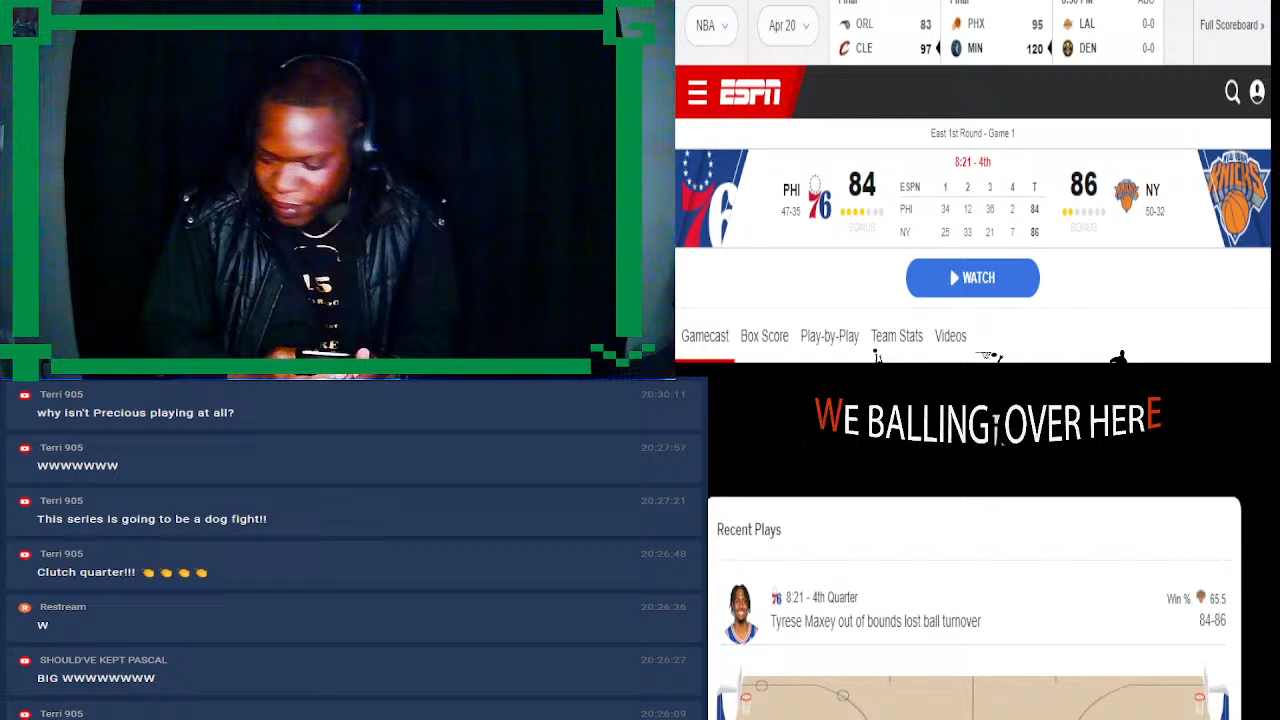 NBA
Apr 20
ORL 83
CLE 97
PHX 95
MIN 120
LAL 0-0
DEN 0-0
Full Scoreboard »
ESPN
East 1st Round - Game 1
8:21 - 4th
PHI
47-35
76
84
BONUS
ESPN 1 2 3 4 T
PHI 34 12 36 2 84
NY 25 33 21 7 86
86
BONUS
NY
50-32
KNICKS
WATCH
Gamecast Box Score Play-by-Play Team Stats Videos
WE BALLING OVER HERE
Recent Plays
8:21 - 4th Quarter
Tyrese Maxey out of bounds lost ball turnover
Win % 65.5
84-86
Terri 905 20:30:11
why isn't Precious playing at all?
Terri 905 20:27:57
WWWWWWW
Terri 905 20:27:21
This series is going to be a dog fight!!
Terri 905 20:26:48
Clutch quarter!!! 👏 👏 👏 👏
Restream 20:26:36
W
SHOULD'VE KEPT PASCAL 20:26:27
BIG WWWWWWWW
Terri 905 20:26:09